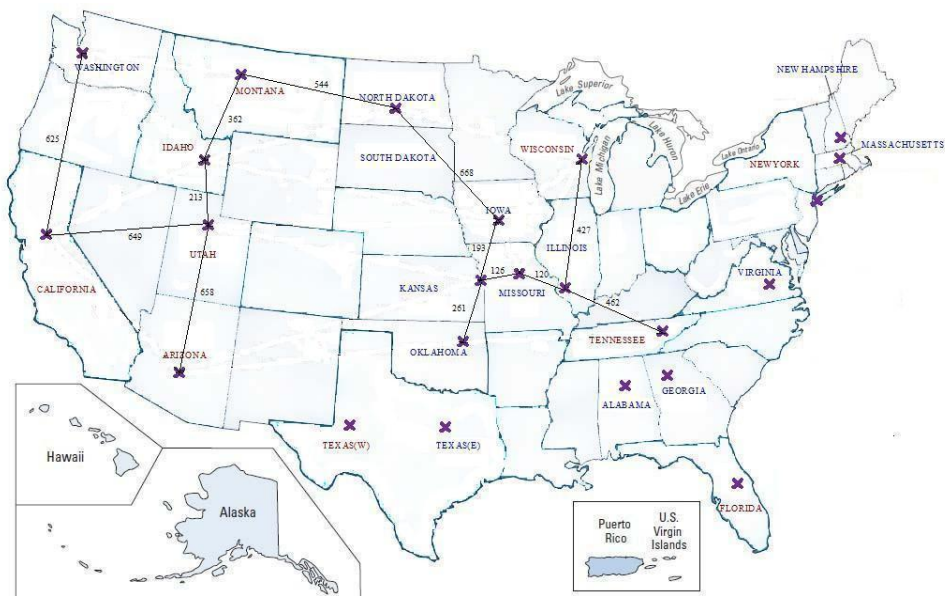 WASHINGTON
MONTANA
544
NORTH DAKOTA
NEW HAMPSHIRE
Lake Superior
625
362
IDAHO
SOUTH DAKOTA
WISCONSIN
Lake Michigan
Lake Huron
Lake Ontario
Lake Erie
MASSACHUSETTS
NEWYORK
668
213
IOWA
649
UTAH
193
427
ILLINOIS
CALIFORNIA
658
KANSAS
126
120
MISSOURI
VIRGINIA
261
462
ARIZONA
OKLAHOMA
TENNESSEE
ALABAMA
GEORGIA
TEXAS(W)
TEXAS(E)
FLORIDA
Hawaii
Alaska
Puerto
Rico
U.S.
Virgin
Islands